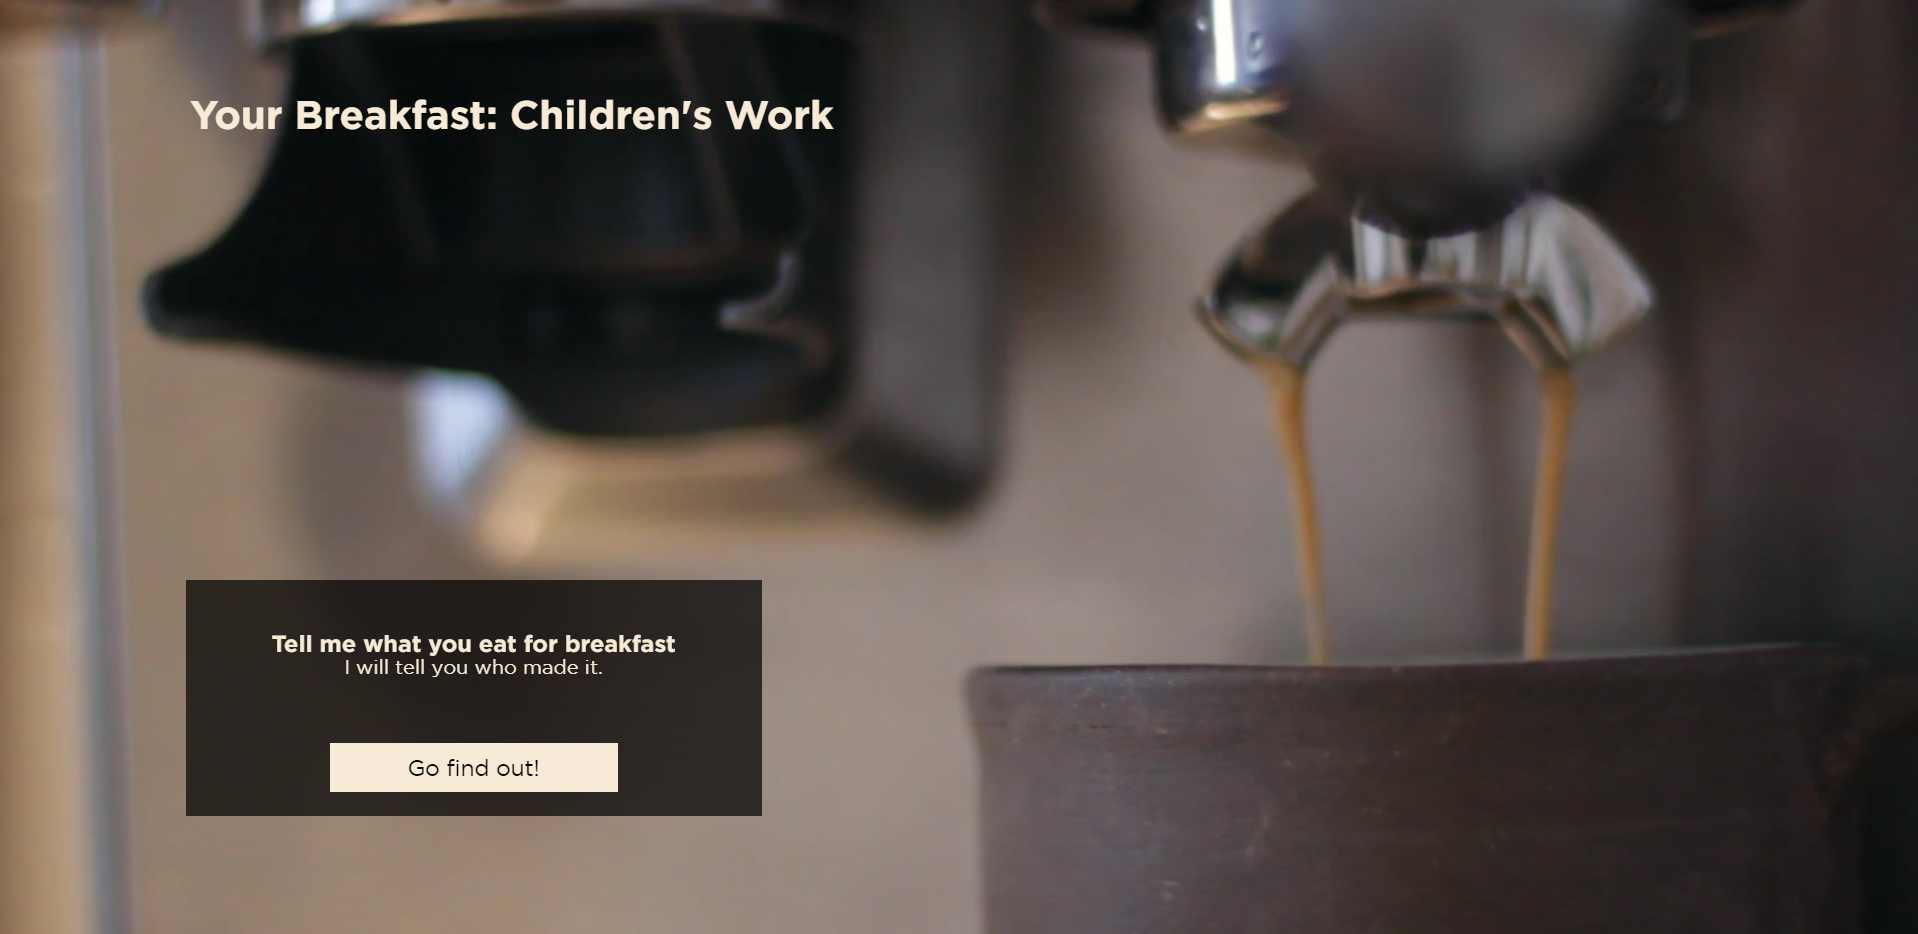 Your Breakfast: Children's Work
Tell me what you eat for breakfast
I will tell you who made it.
Go find out!